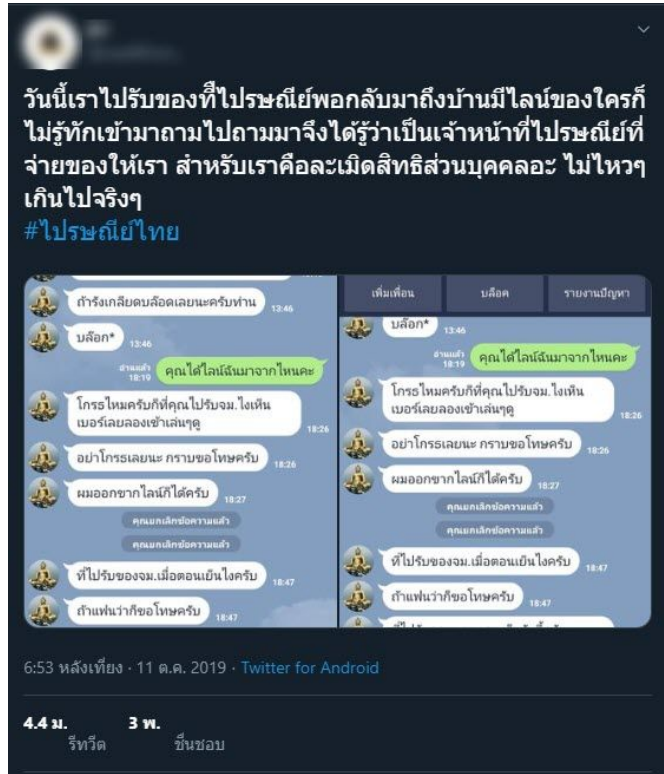 วันนี้เราไปรับของที่ไปรษณีย์พอกลับมาถึงบ้านมีไลน์ของใครก็
ไม่รู้ทักเข้ามาถามไปถามมาจึงได้รู้ว่าเป็นเจ้าหน้าที่ไปรษณีย์ที่
จ่ายของให้เรา สำหรับเราคือละเมิดสิทธิส่วนบุคคลอะ ไม่ไหวๆ
เกินไปจริงๆ
#ไปรษณีย์ไทย
ถ้ารังเกลียดบล๊อดเลยนะครับท่าน
13:46
บล๊อก*
13:46
อ่านแล้ว
18:19
คุณได้ไลน์ฉันมาจากไหนคะ
โกรธไหมครับก็ที่คุณไปรับจม.ไงเห็น
เบอร์เลยลองเข้าเล่นๆดู
18:26
อย่าโกรธเลยนะ กราบขอโทษครับ
18:26
ผมออกขากไลน์ก็ได้ครับ
18:27
คุณยกเลิกข้อความแล้ว
คุณยกเลิกข้อความแล้ว
ที่ไปรับของจม.เมื่อตอนเย็นไงครับ
18:47
ถ้าแฟนว่าก็ขอโทษครับ
18:47
เพิ่มเพื่อน
บล็อค
รายงานปัญหา
บล๊อก*
13:46
อ่านแล้ว
18:19
คุณได้ไลน์ฉันมาจากไหนคะ
โกรธไหมครับก็ที่คุณไปรับจม.ไงเห็น
เบอร์เลยลองเข้าเล่นๆดู
18:26
อย่าโกรธเลยนะ กราบขอโทษครับ
18:26
ผมออกขากไลน์ก็ได้ครับ
18:27
คุณยกเลิกข้อความแล้ว
คุณยกเลิกข้อความแล้ว
ที่ไปรับของจม.เมื่อตอนเย็นไงครับ
18:47
ถ้าแฟนว่าก็ขอโทษครับ
18:47
6:53 หลังเที่ยง · 11 ต.ค. 2019 · Twitter for Android
4.4 ม. 3 พ.
รีทวีต ชื่นชอบ